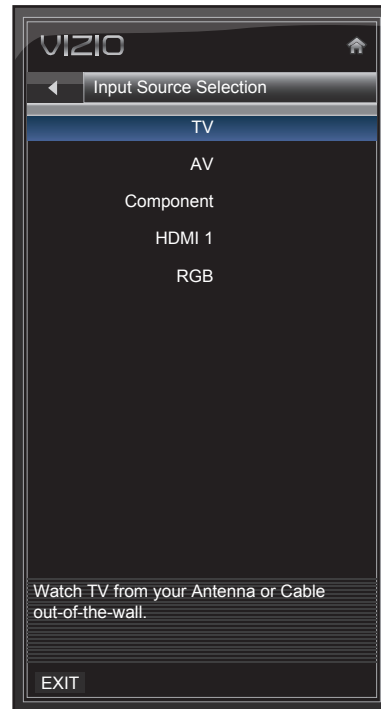 VIZIO
Input Source Selection
TV
AV
Component
HDMI 1
RGB
Watch TV from your Antenna or Cable
out-of-the-wall.
EXIT